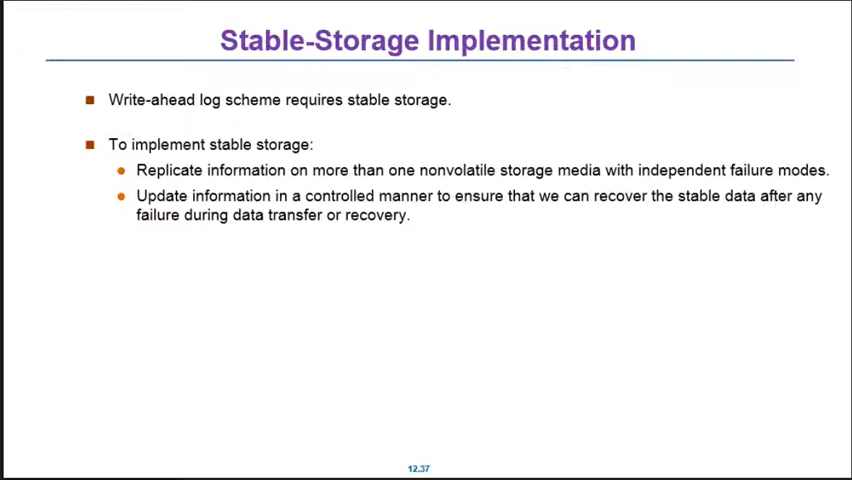 Stable-Storage Implementation
Write-ahead log scheme requires stable storage.
To implement stable storage:
Replicate information on more than one nonvolatile storage media with independent failure modes.
Update information in a controlled manner to ensure that we can recover the stable data after any
failure during data transfer or recovery.
12.37